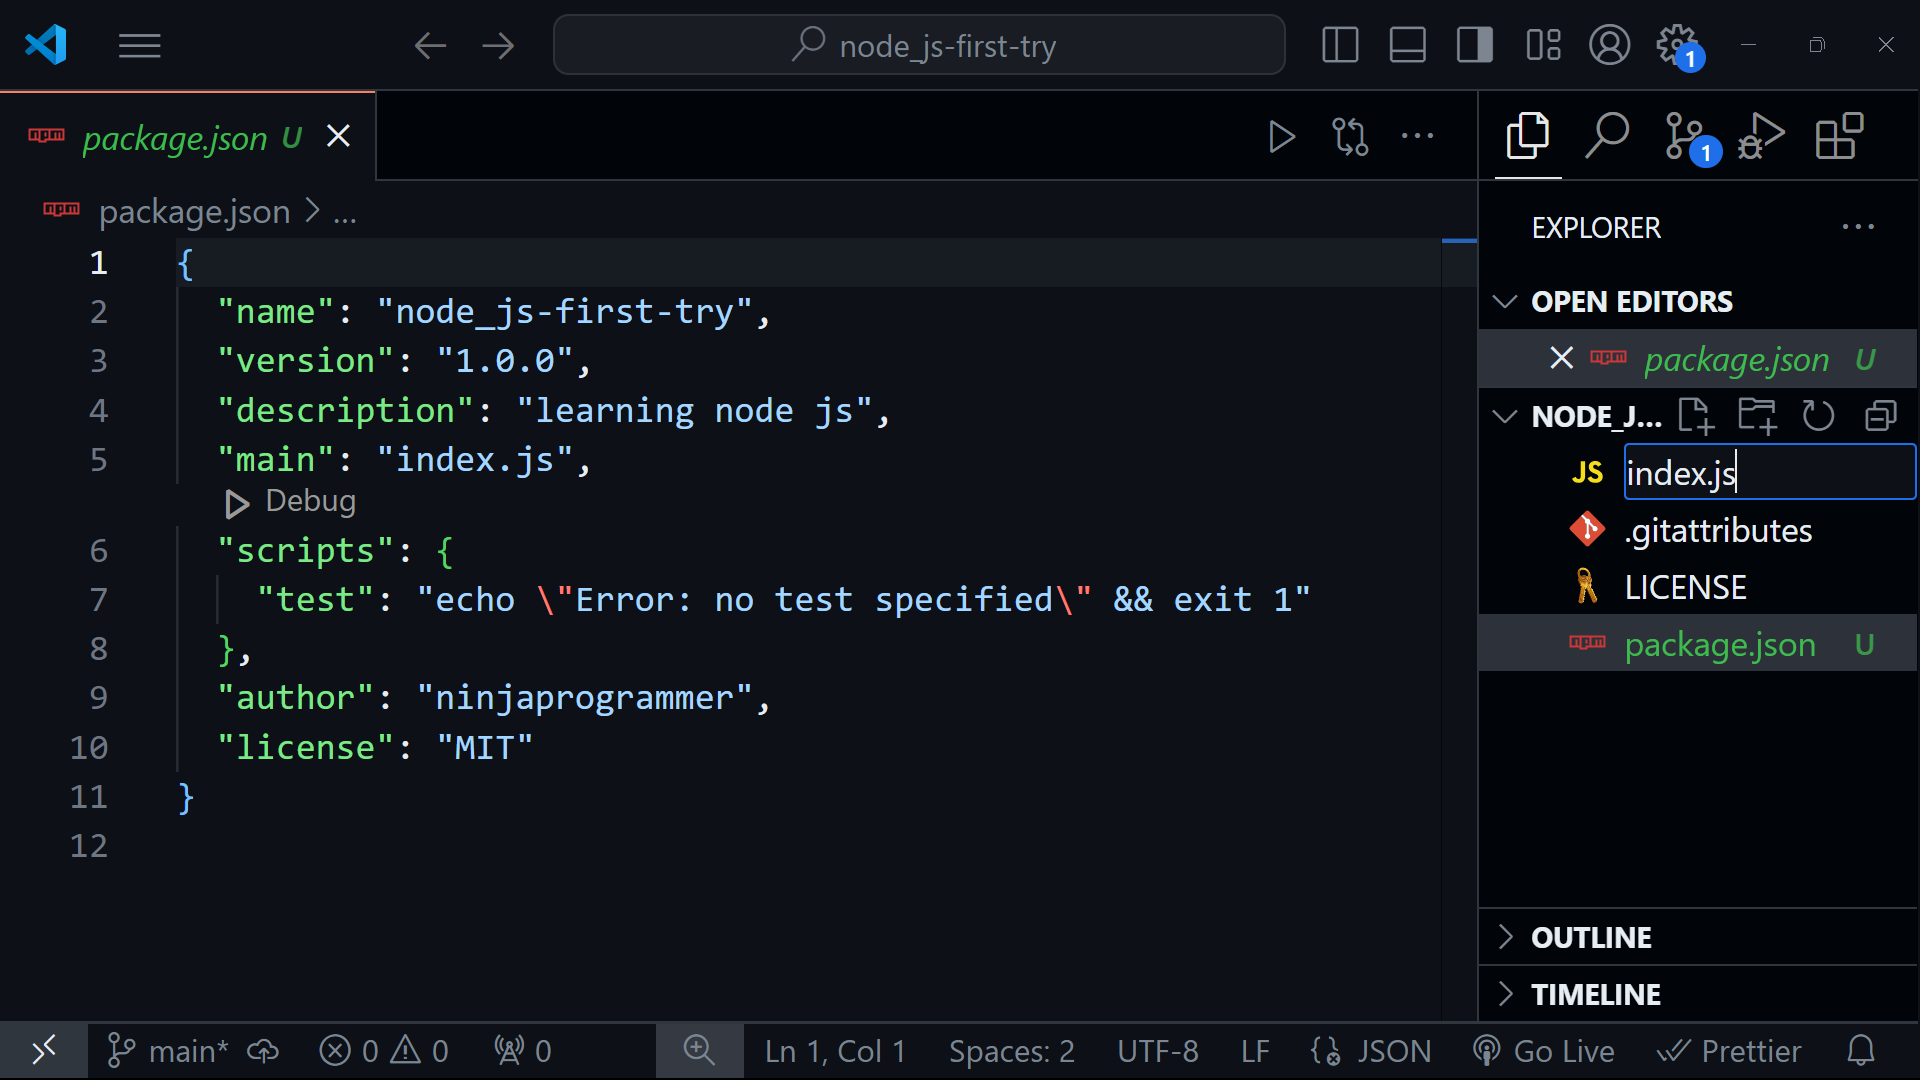 node_js-first-try
1
package.json U
1
package.json > ...
EXPLORER
OPEN EDITORS
package.json U
NODE_J...
JS index.js
.gitattributes
LICENSE
package.json U
OUTLINE
TIMELINE
1 {
2 "name": "node_js-first-try",
3 "version": "1.0.0",
4 "description": "learning node js",
5 "main": "index.js",
Debug
6 "scripts": {
7 "test": "echo \"Error: no test specified\" && exit 1"
8 },
9 "author": "ninjaprogrammer",
10 "license": "MIT"
11 }
12
main* 0 0 0 Ln 1, Col 1 Spaces: 2 UTF-8 LF JSON Go Live Prettier